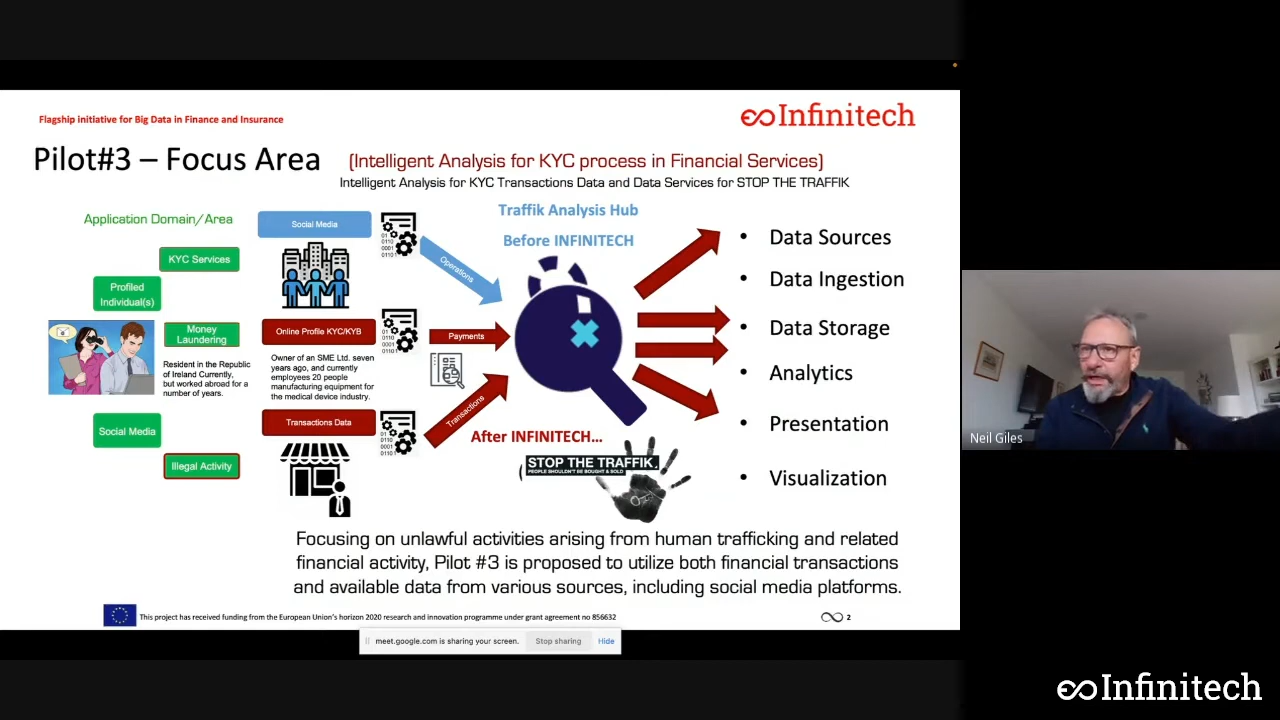 Flagship initiative for Big Data in Finance and Insurance
Infinitech
Pilot#3 – Focus Area
(Intelligent Analysis for KYC process in Financial Services)
Intelligent Analysis for KYC Transactions Data and Data Services for STOP THE TRAFFIK
Application Domain/Area
KYC Services
Profiled
Individual(s)
Money
Laundering
Resident in the Republic
of Ireland Currently,
but worked abroad for a
number of years.
Social Media
Illegal Activity
Social Media
Operations
Online Profile KYC/KYB
Payments
Owner of an SME Ltd. seven
years ago, and currently
employees 20 people
manufacturing equipment for
the medical device industry.
Transactions Data
Transactions
Traffik Analysis Hub
Before INFINITECH
After INFINITECH...
STOP THE TRAFFIK
PEOPLE SHOULDN'T BE BOUGHT & SOLD
• Data Sources
• Data Ingestion
• Data Storage
• Analytics
• Presentation
• Visualization
Focusing on unlawful activities arising from human trafficking and related
financial activity, Pilot #3 is proposed to utilize both financial transactions
and available data from various sources, including social media platforms.
This project has received funding from the European Union's horizon 2020 research and innovation programme under grant agreement no 856632
2
meet.google.com is sharing your screen.
Stop sharing
Hide
Neil Giles
Infinitech